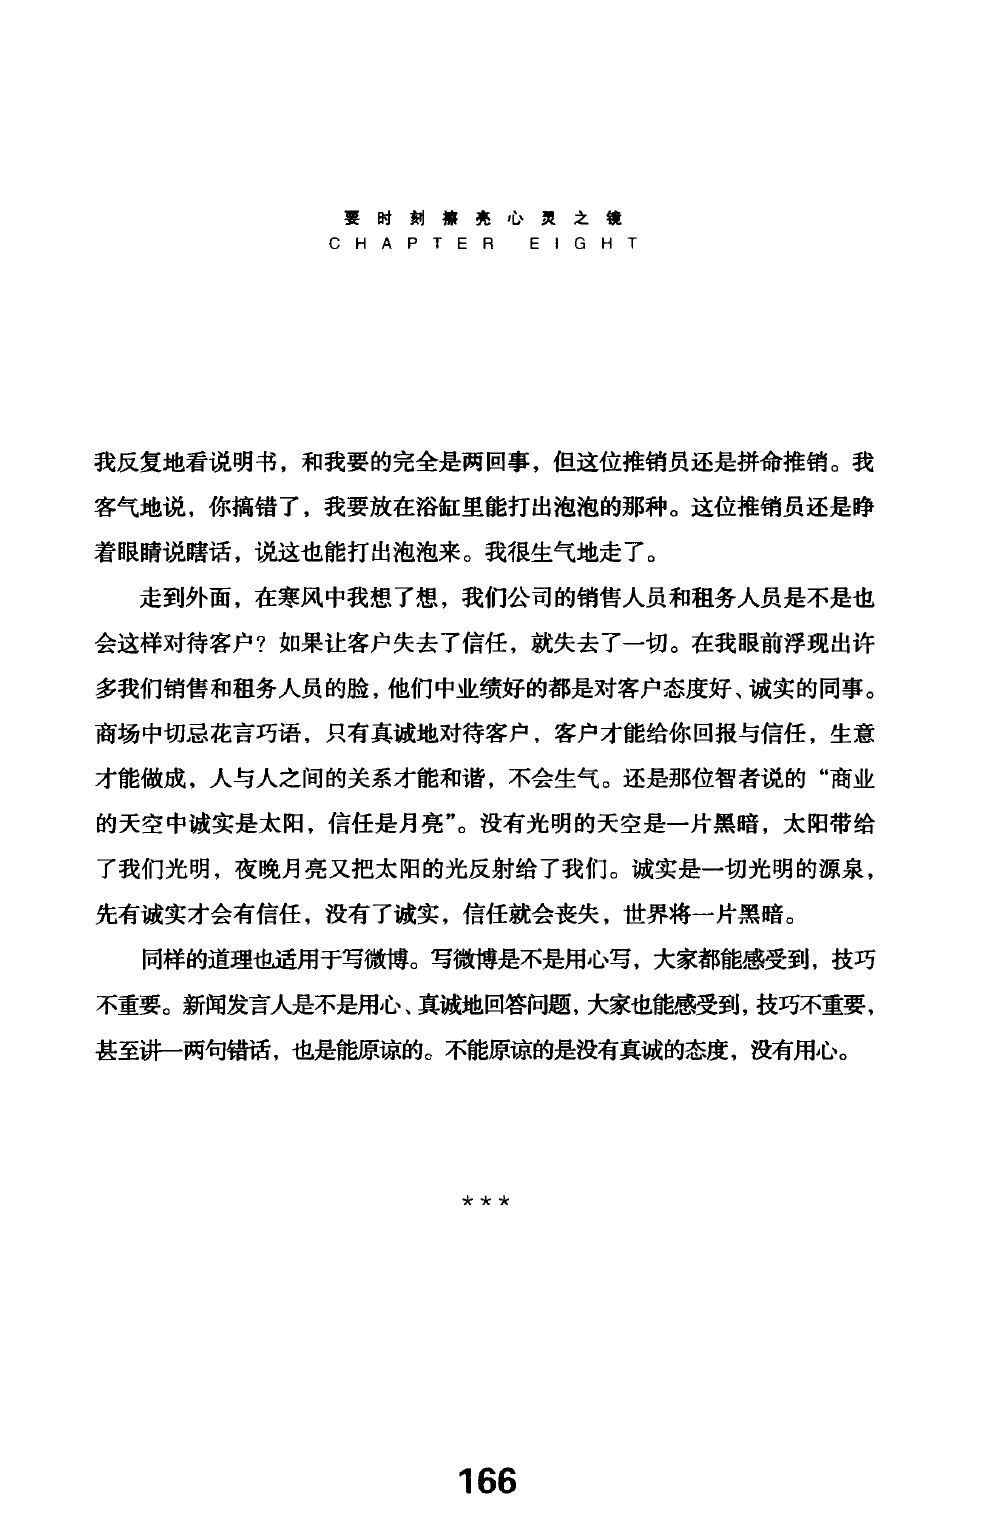 要时刻擦亮心灵之镜
CHAPTER EIGHT
我反复地看说明书，和我要的完全是两回事，但这位推销员还是拼命推销。我
客气地说，你搞错了，我要放在浴缸里能打出泡泡的那种。这位推销员还是睁
着眼睛说瞎话，说这也能打出泡泡来。我很生气地走了。
走到外面，在寒风中我想了想，我们公司的销售人员和租务人员是不是也
会这样对待客户？如果让客户失去了信任，就失去了一切。在我眼前浮现出许
多我们销售和租务人员的脸，他们中业绩好的都是对客户态度好、诚实的同事。
商场中切忌花言巧语，只有真诚地对待客户，客户才能给你回报与信任，生意
才能做成，人与人之间的关系才能和谐，不会生气。还是那位智者说的“商业
的天空中诚实是太阳，信任是月亮”。没有光明的天空是一片黑暗，太阳带给
了我们光明，夜晚月亮又把太阳的光反射给了我们。诚实是一切光明的源泉，
先有诚实才会有信任，没有了诚实，信任就会丧失，世界将一片黑暗。
同样的道理也适用于写微博。写微博是不是用心写，大家都能感受到，技巧
不重要。新闻发言人是不是用心、真诚地回答问题，大家也能感受到，技巧不重要，
甚至讲一两句错话，也是能原谅的。不能原谅的是没有真诚的态度，没有用心。
***
166